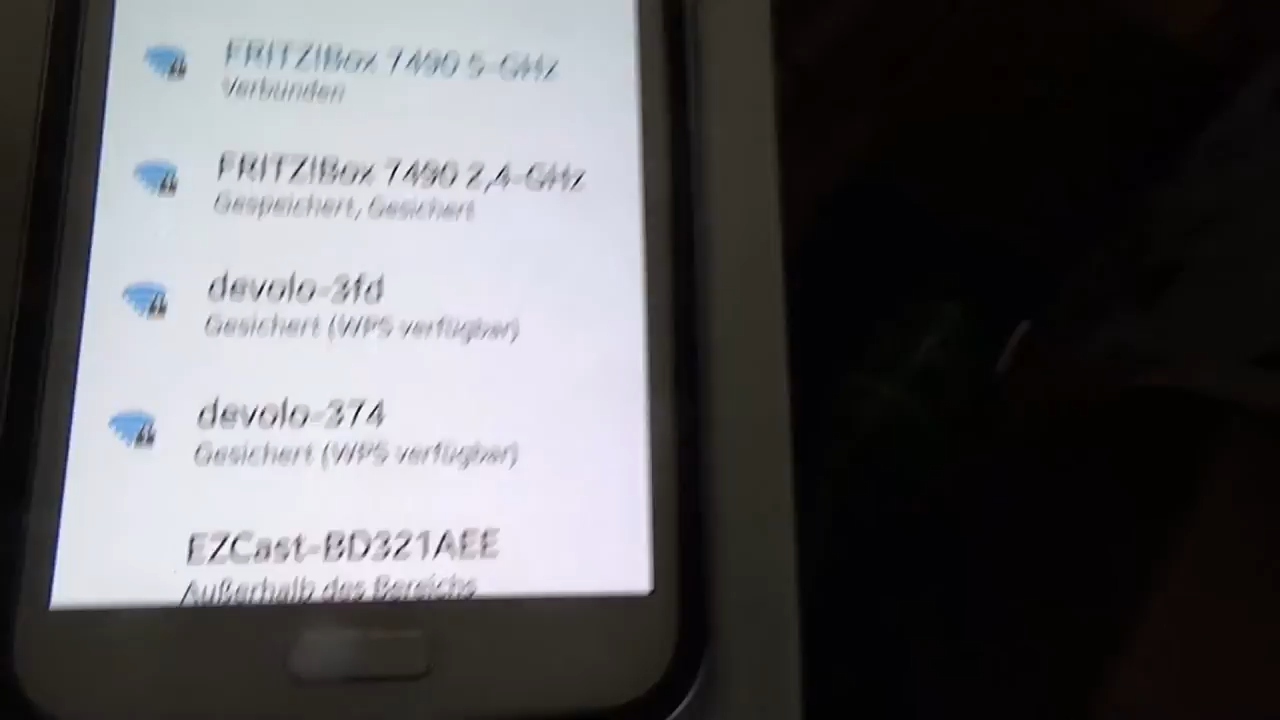 FRITZ!Box 7490 5-GHz
Verbunden
FRITZ!Box 7490 2,4-GHz
Gespeichert, Gesichert
devolo-3fd
Gesichert (WPS verfügbar)
devolo-374
Gesichert (WPS verfügbar)
EZCast-BD321AEE
Außerhalb des Bereichs